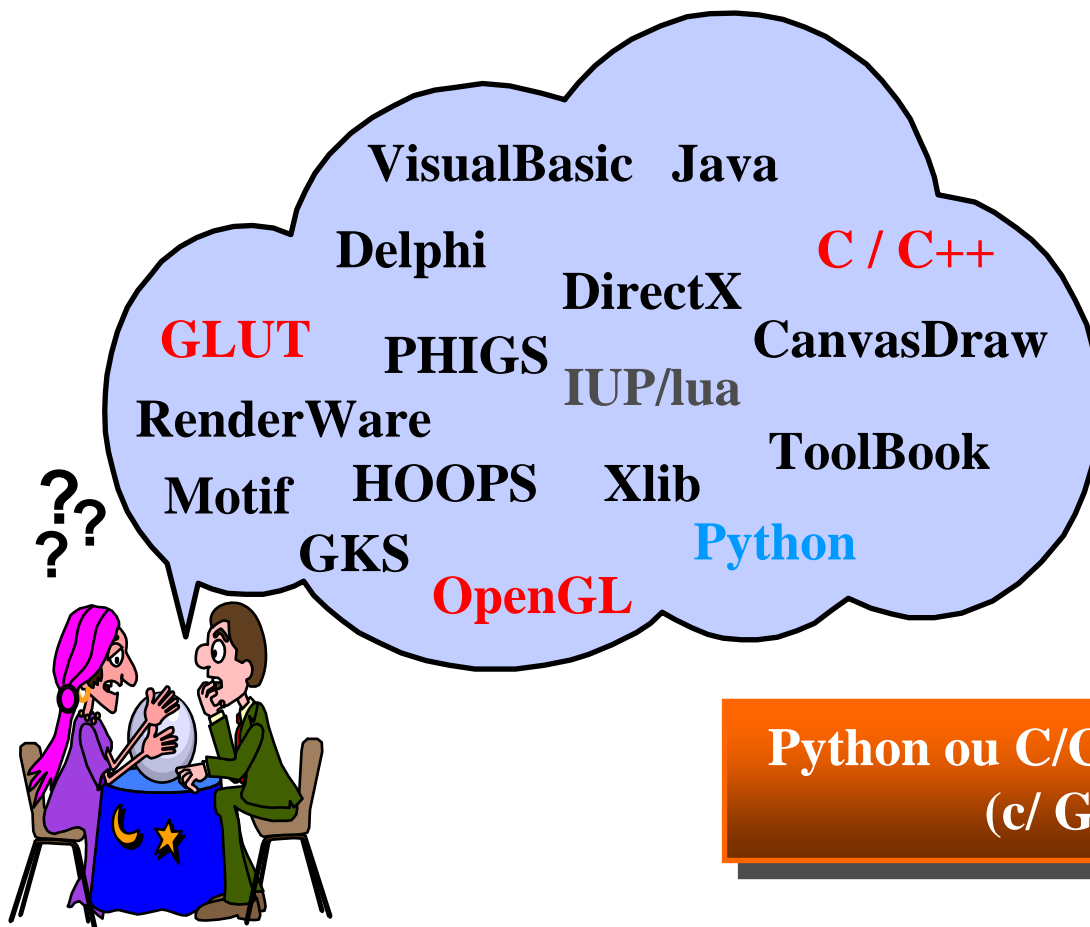 VisualBasic Java
Delphi
C / C++
DirectX
GLUT
PHIGS
CanvasDraw
IUP/lua
RenderWare
ToolBook
Motif
HOOPS
Xlib
GKS
Python
OpenGL
? ? ?
Python ou C/C
(c/ G